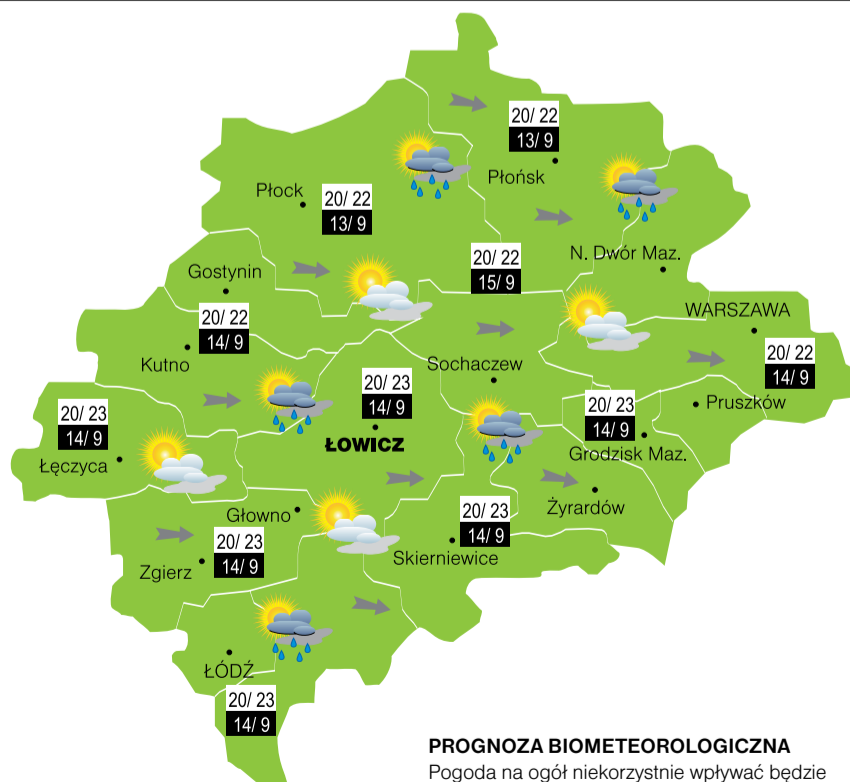 20/ 22
13/ 9
Płońsk
Płock
20/ 22
13/ 9
N. Dwór Maz.
20/ 22
15/ 9
Gostynin
20/ 22
14/ 9
Kutno
WARSZAWA
20/ 22
14/ 9
Sochaczew
20/ 23
14/ 9
ŁOWICZ
Pruszków
20/ 23
14/ 9
Grodzisk Maz.
20/ 23
14/ 9
Łęczyca
Żyrardów
Głowno
20/ 23
14/ 9
Skierniewice
20/ 23
14/ 9
Zgierz
ŁÓDŹ
20/ 23
14/ 9
PROGNOZA BIOMETEOROLOGICZNA
Pogoda na ogół niekorzystnie wpływać będzie